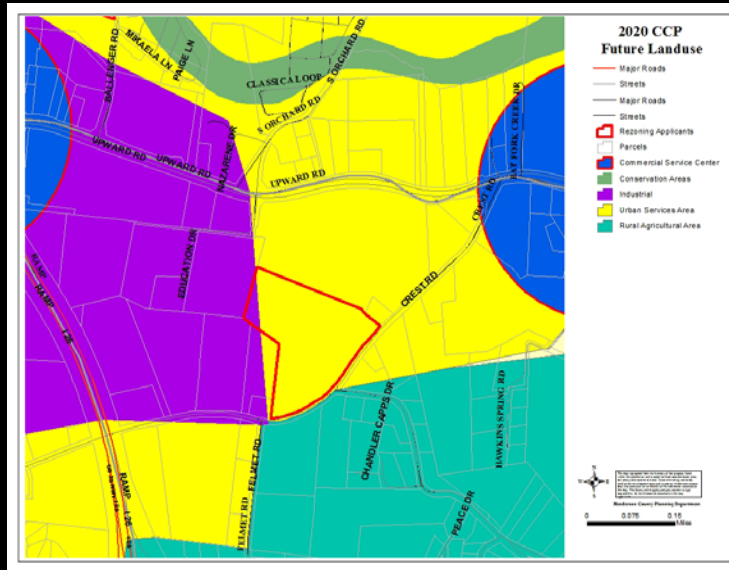 2020 CCP
Future Landuse
Major Roads
Streets
Major Roads
Streets
Rezoning Applicants
Parcels
Commercial Service Center
Conservation Areas
Industrial
Urban Services Area
Rural Agricultural Area
BALLENGER RD
MIKAELA LN
PAIGE LN
CLASSICA LOOP
S ORCHARD RD
S ORCHARD RD
BAT FORK CREEK DR
UPWARD RD
UPWARD RD
NAZARENE DR
UPWARD RD
CREST RD
EDUCATION DR
CREST RD
RAMP
RAMP
I-26
CHANDLER CAPPS DR
HAWKINS SPRING RD
FELMET RD
FELMET RD
RAMP
I-26
PEACE DR
Henderson County Planning Department
0 0.075 0.15
Miles